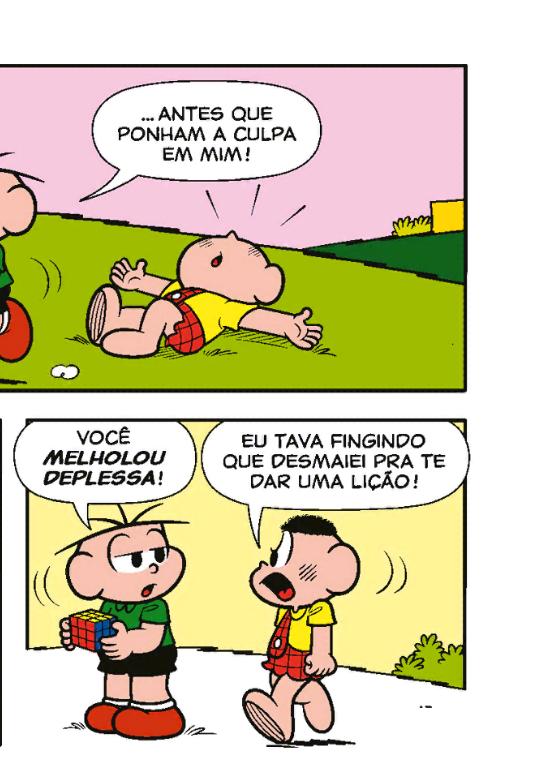 ...ANTES QUE
PONHAM A CULPA
EM MIM!
VOCÊ
MELHOLOU
DEPLESSA!
EU TAVA FINGINDO
QUE DESMAIEI PRA TE
DAR UMA LIÇÃO!